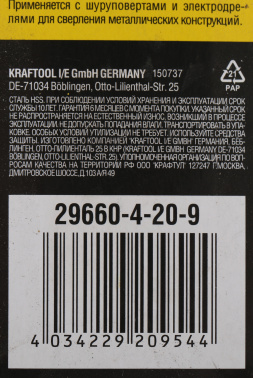 Применяется с шуруповертами и электродре-
лями для сверления металлических конструкций.
KRAFTOOL I/E GmbH GERMANY 150737
DE-71034 Böblingen, Otto-Lilienthal-Str. 25
21
PAP
СТАЛЬ HSS. ПРИ СОБЛЮДЕНИИ УСЛОВИЙ ХРАНЕНИЯ И ЭКСПЛУАТАЦИИ СРОК
СЛУЖБЫ 10 ЛЕТ. ГАРАНТИЯ 6 МЕСЯЦЕВ С МОМЕНТА ПОКУПКИ. УКАЗАННЫЙ СРОК
НЕ РАСПРОСТРАНЯЕТСЯ НА ЕСТЕСТВЕННЫЙ ИЗНОС, ВОЗНИКШИЙ В ПРОЦЕССЕ
ЭКСПЛУАТАЦИИ. НЕ ДОПУСКАТЬ ПАДЕНИЯ, ВЛАГИ. ТРАНСПОРТИРОВАТЬ В УПА-
КОВКЕ. ОСОБЫХ УСЛОВИЙ УТИЛИЗАЦИИ НЕ ТРЕБУЕТ. ИСПОЛЬЗУЙТЕ СРЕДСТВА
ЗАЩИТЫ. ИЗГОТОВЛЕНО КОМПАНИЕЙ KRAFTOOL I/E GMBH' ГЕРМАНИЯ, БЕБ-
ЛИНГЕН, ОТТО-ЛИЛИЕНТАЛЬ 25 В КНР (KRAFTOOL I/E GMBH' GERMANY, DE-71034
BÖBLINGEN, OTTO-LILIENTHAL-STR. 25). УПОЛНОМОЧЕННАЯ ОРГАНИЗАЦИЯ ПО ВОП-
РОСАМ КАЧЕСТВА НА ТЕРРИТОРИИ РФ ООО КРАФТУЛ' 127247 Г.МОСКВА,
ДМИТРОВСКОЕ ШОССЕ, Д.103 А/Я 49
29660-4-20-9
4 034229 209544